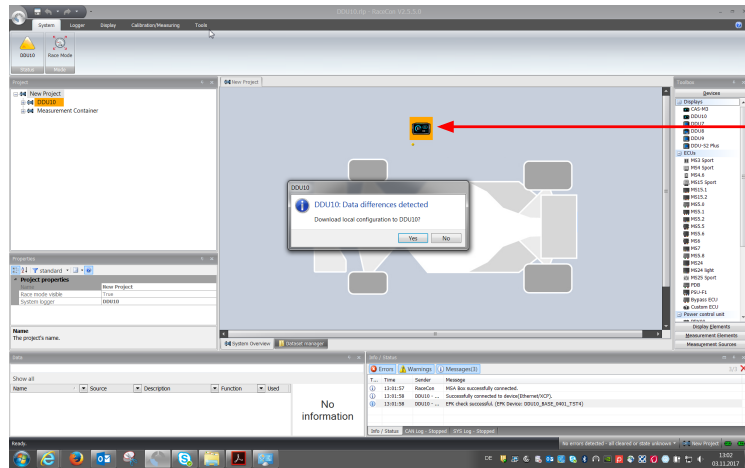 DDU10.rtp - RaceCon V2.5.5.0
System Logger Display Calibration/Measuring Tools
DDU10 Race Mode
Status Mode
Project
New Project
DDU10
Measurement Container
New Project
DDU10
DDU10: Data differences detected
Download local configuration to DDU10?
Yes No
System Overview Dataset manager
Toolbox
Devices
Displays
CAS-M3
DDU10
DDU7
DDU8
DDU9
DDU-S2 Plus
ECUs
MS3 Sport
MS4 Sport
MS4.6
MS15 Sport
MS15.1
MS15.2
MS5.0
MS5.1
MS5.2
MS5.5
MS5.6
MS6
MS7
MS5.8
MS24
MS24 light
MS25 Sport
PDB
PSU-F1
Bypass ECU
Custom ECU
Power control unit
Display Elements
Measurement Elements
Measurement Sources
Properties
standard
Project properties
Name New Project
Race mode visible True
System logger DDU10
Name
The project's name.
Data
Show all
Name Source Description Function Used
No
information
Info / Status
Errors Warnings Messages(3)
T... Time Sender Message
13:01:57 RaceCon MSA Box successfully connected.
13:01:58 DDU10 - ... Successfully connected to device(Ethernet/XCP).
13:01:58 DDU10 - ... EPK check successful. (EPK Device: DDU10_BASE_0401_TST4)
Info / Status CAN Log - Stopped SYS Log - Stopped
Ready
No errors detected - all cleared or state unknown New Project
DE
13:02
03.11.2017